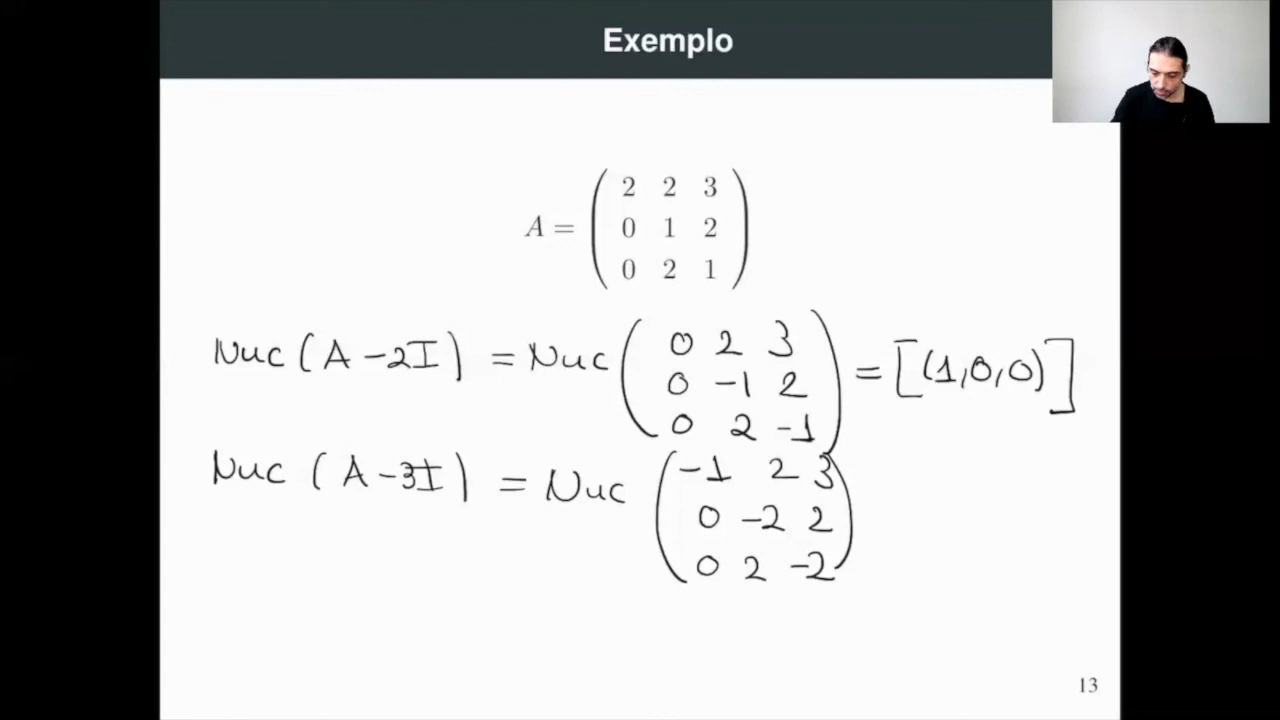 Exemplo
A = ( 2 2 3
0 1 2
0 2 1 )
Nuc (A -2I) = Nuc ( 0 2 3
0 -1 2
0 2 -1 ) = [(1,0,0)]
Nuc (A -3I) = Nuc ( -1 2 3
0 -2 2
0 2 -2 )
13